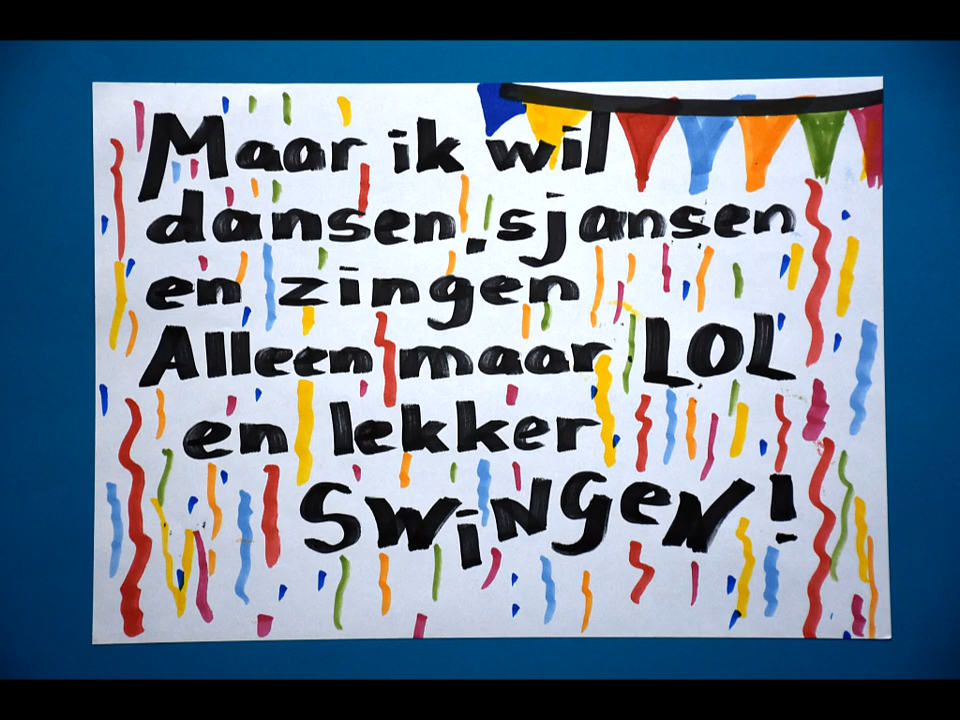 Maar ik wil
dansen, sjansen
en zingen
Alleen maar LOL
en lekker
SwiNGeN!